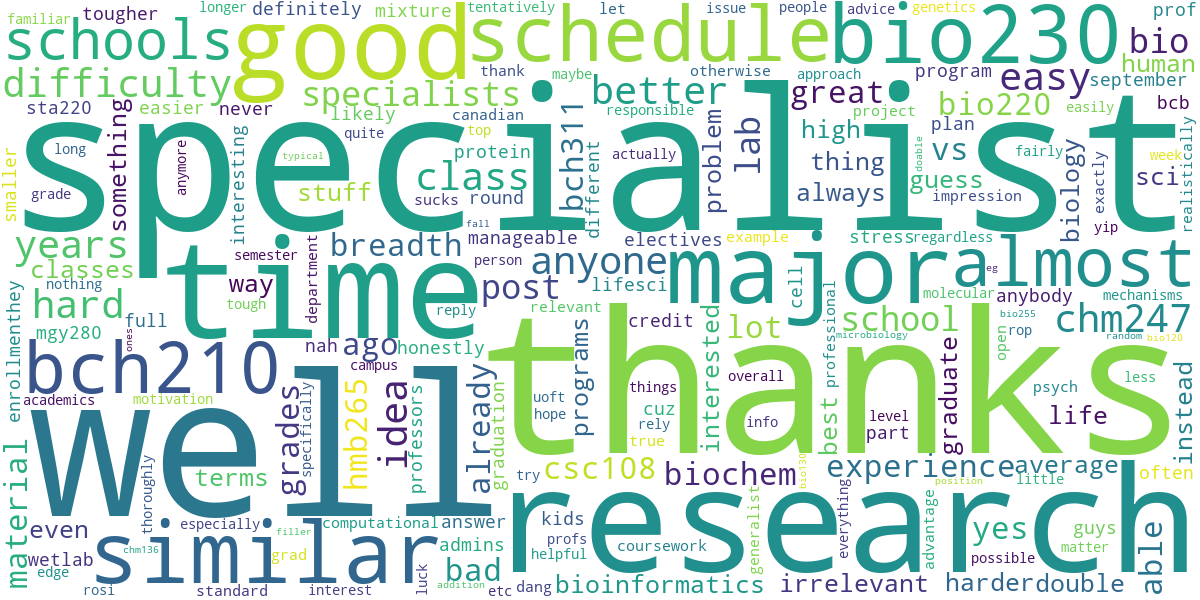 familiar
tougher
longer
definitely
mixture
tentatively
let
issue
people
advice
genetics
prof
schools
good
schedule
bio230
bio
difficulty
specialists
thank
maybe
better
otherwise
approach
great
program
easy
human
september
sta220
something
easier
never
likely
canadian
top
responsible
project
bio220
easily
bcb
high
plan
specialist
smaller
long
grade
interesting
anymore
typical
quite
stuff
protein
class
sucks
round
bch311
different
actually
problem
lab
thing
always
vs
guess
impression
doable
fairly
biology
week
sci
exactly
yip
realistically
fall
years
classes
nothing
time
semester
department
breadth
person
manageable
electives
example
stress
regardless
anyone
major
almost
eg
way
tough
reply
post
lifesci
cell
molecular
anybody
mechanisms
hard
mgy280
full
ones
enrollmenthey
relevant
credit
lot
school
professional
microbiology
bio255
rop
open
random
chm247
bio120
bch210
nah
ago
honestly
campus
thanks
programs
interested
things
overall
best
graduate
psych
less
academics
motivation
well
grades
specifically
hmb265
idea
professors
already
graduation
uoft
hope
cuz
rely
true
info
level
part
life
instead
material
terms
try
csc108
biochem
bio130
experience
average
often
little
thoroughly
research
even
especially
computational
answer
kids
profs
helpful
coursework
generalist
everything
advantage
position
yes
guys
matter
possible
able
wetlab
edge
chm136
similar
filler
grad
admins
bad
rosi
standard
interest
luck
addition
etc
dang
bioinformatics
irrelevant
harder
double